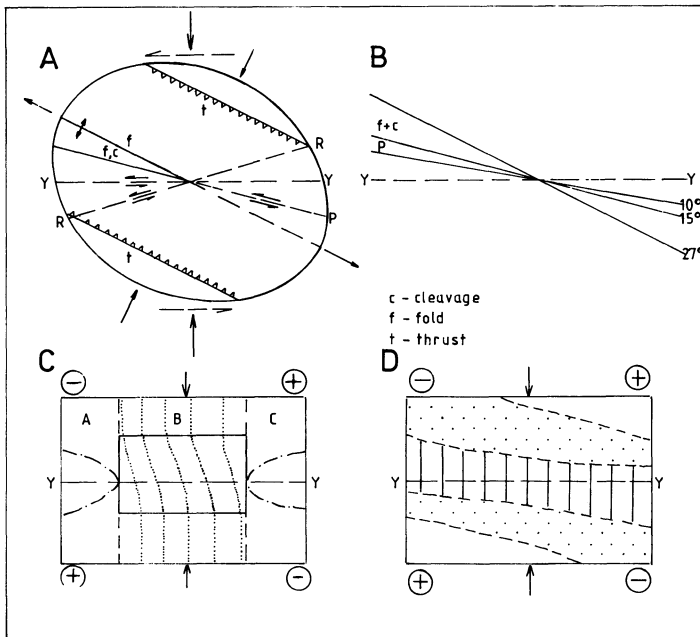 A
B
t
R
f
f,c
Y
Y
R
P
t
f+c
P
Y
Y
10°
15°
27°
c - cleavage
f - fold
t - thrust
C
D
−
+
−
+
A
B
C
Y
Y
Y
Y
+
−
+
−